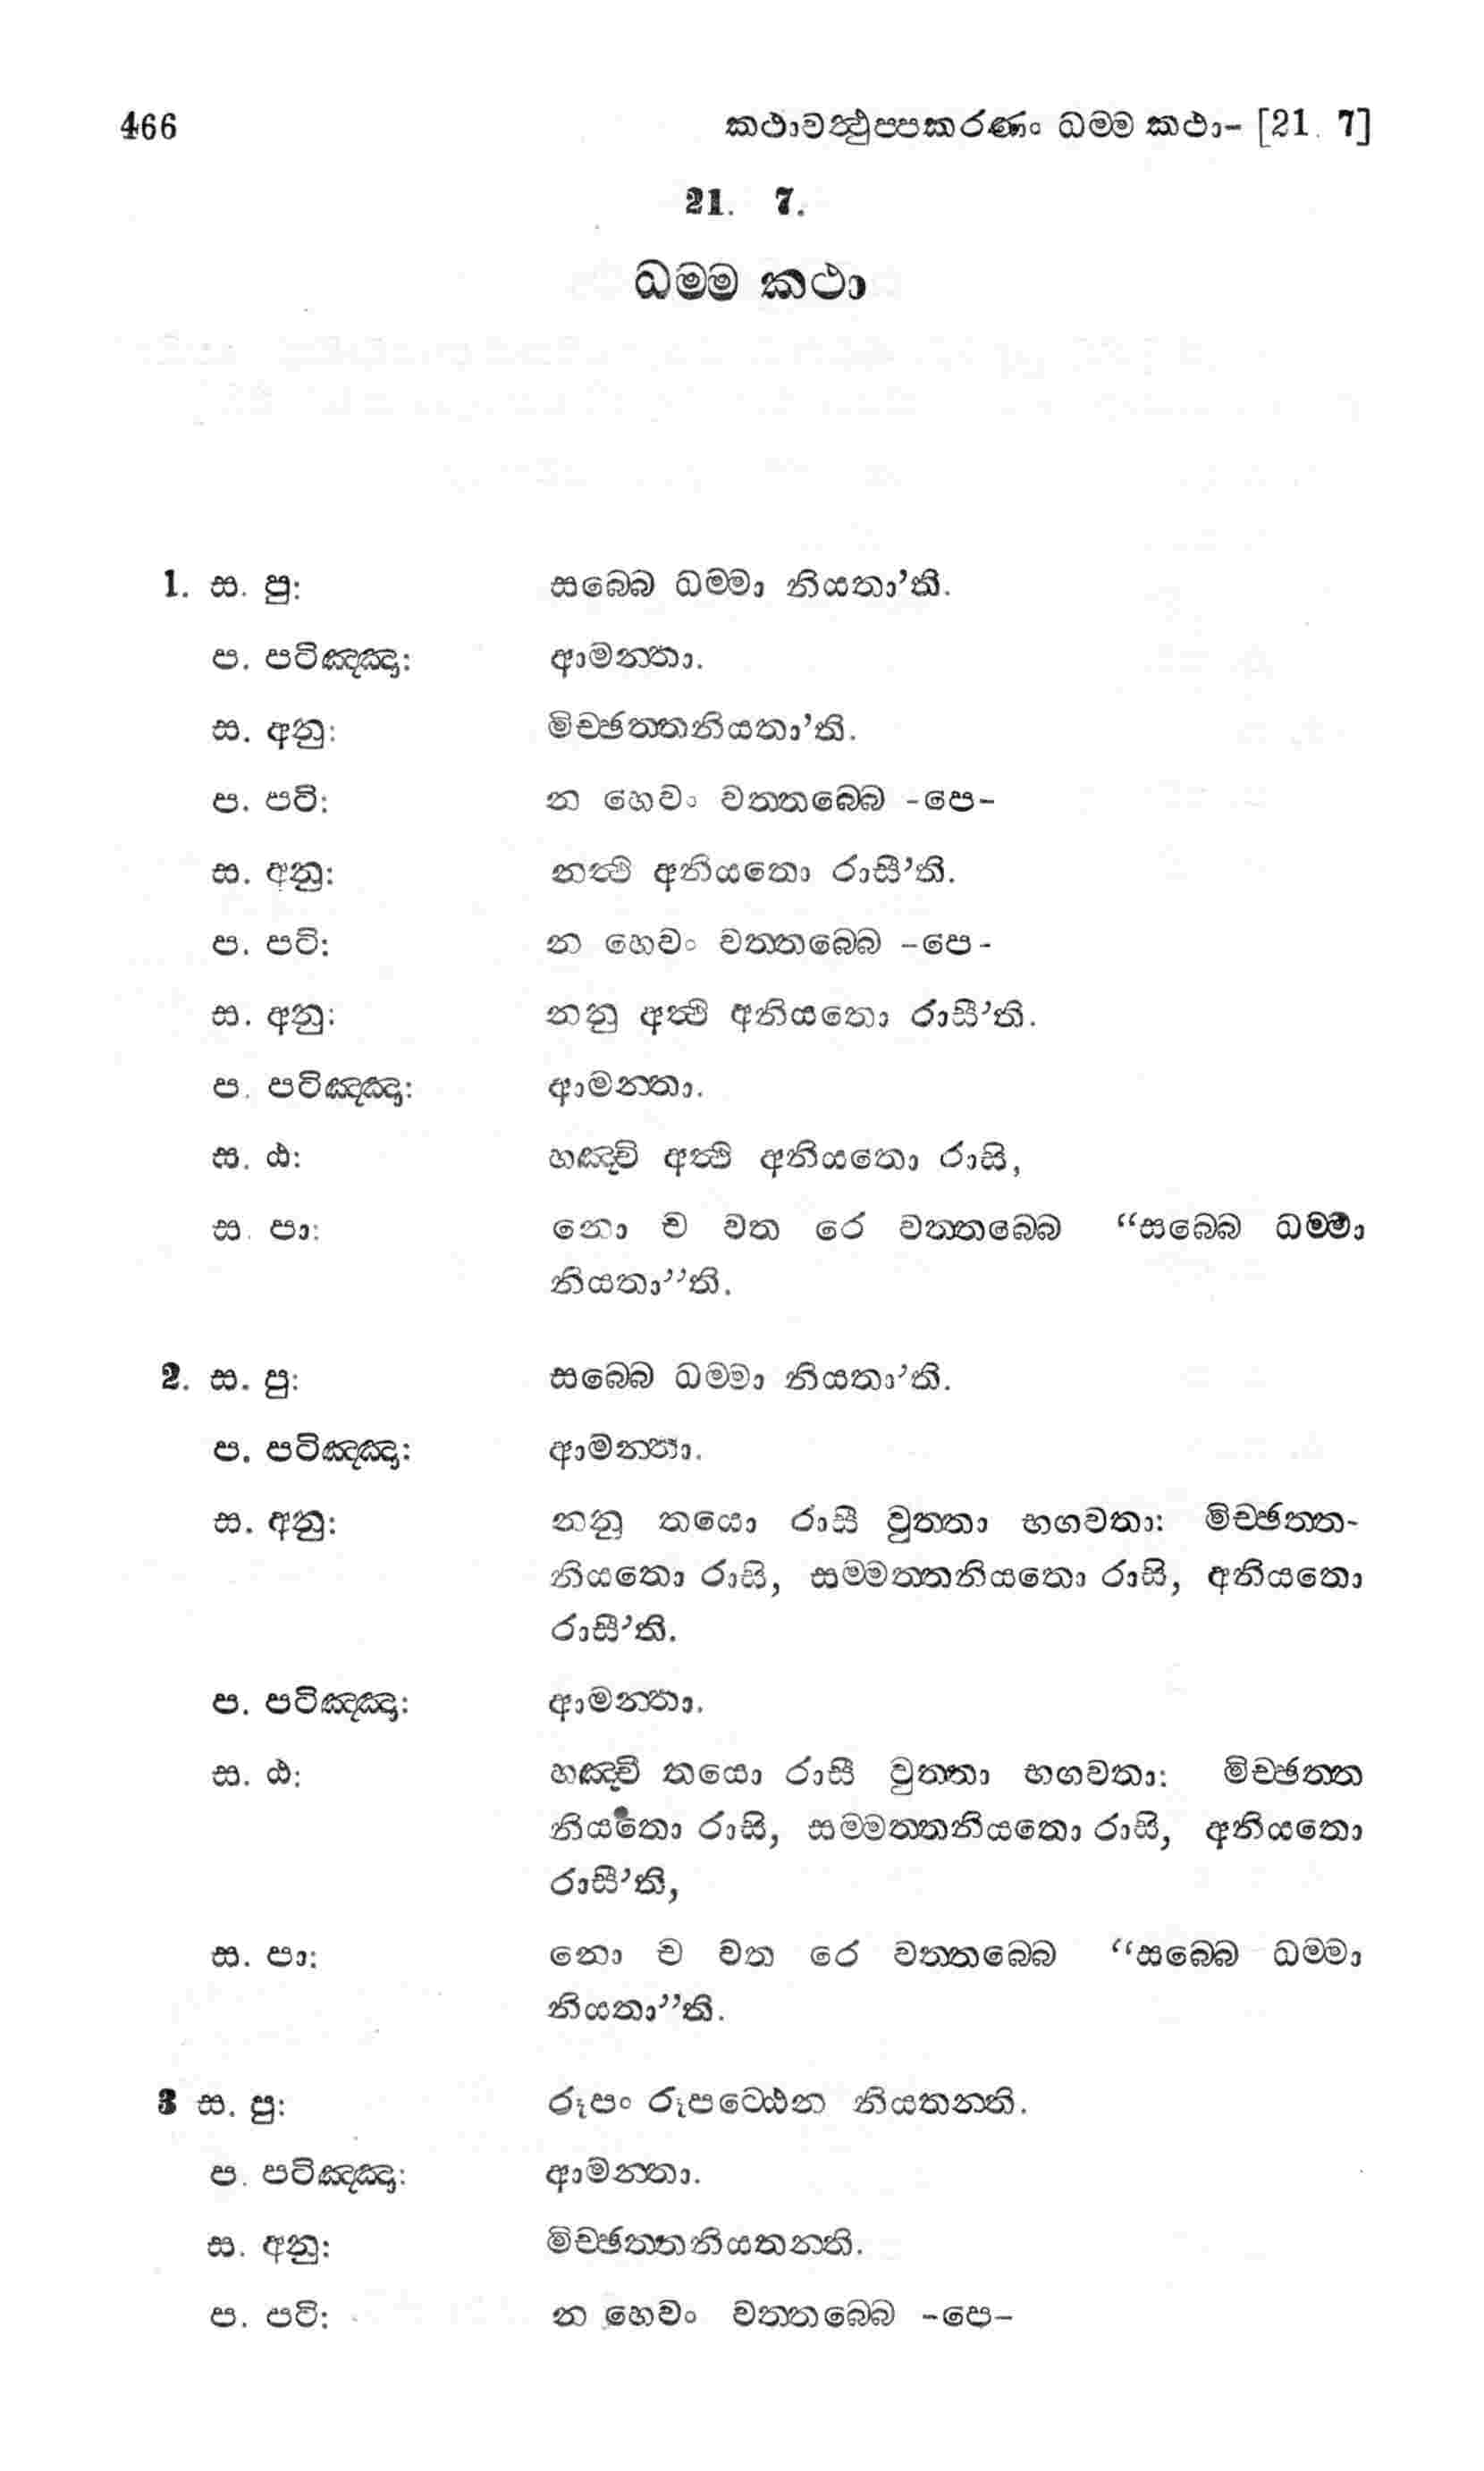 466 කථාවත්‍ථුප්‍පකරණං ධම්‍ම කථා- [21. 7]
21. 7.
ධම්‍ම කථා
1. ස. පු: සබ්‍බෙ ධම්‍මා නියතා’ති.
ප. පටිඤ්‍ඤා: ආමන්‍තා.
ස. අනු: මිච්‍ඡත්‍තනියතා’ති.
ප. පටි: න හෙවං වත්‍තබ්‍බෙ -පෙ-
ස. අනු: නත්‍ථි අනියතො රාසී’ති.
ප. පටි: න හෙවං වත්‍තබ්‍බෙ -පෙ-
ස. අනු: නනු අත්‍ථි අනියතො රාසී’ති.
ප. පටිඤ්‍ඤා: ආමන්‍තා.
ස. ඨ: හඤ්‍චි අත්‍ථි අනියතො රාසි,
ස. පා: නො ච වත රෙ වත්‍තබ්‍බෙ “සබ්‍බෙ ධම්‍මා
නියතා”ති.
2. ස. පු: සබ්‍බෙ ධම්‍මා නියතා’ති.
ප. පටිඤ්‍ඤා: ආමන්‍තා.
ස. අනු: නනු තයො රාසී වුත්‍තා භගවතා: මිච්‍ඡත්‍ත-
නියතො රාසි, සම්‍මත්‍තනියතො රාසි, අනියතො
රාසී’ති.
ප. පටිඤ්‍ඤා: ආමන්‍තා.
ස. ඨ: හඤ්‍චි තයො රාසී වුත්‍තා භගවතා: මිච්‍ඡත්‍ත
නියතො රාසි, සම්‍මත්‍තනියතො රාසි, අනියතො
රාසී’ති,
ස. පා: නො ච වත රෙ වත්‍තබ්‍බෙ “සබ්‍බෙ ධම්‍මා
නියතා”ති.
3 ස. පු: රූපං රූපට්‍ඨෙන නියතන්‍ති.
ප. පටිඤ්‍ඤා: ආමන්‍තා.
ස. අනු: මිච්‍ඡත්‍තනියතන්‍ති.
ප. පටි: න හෙවං වත්‍තබ්‍බෙ -පෙ-